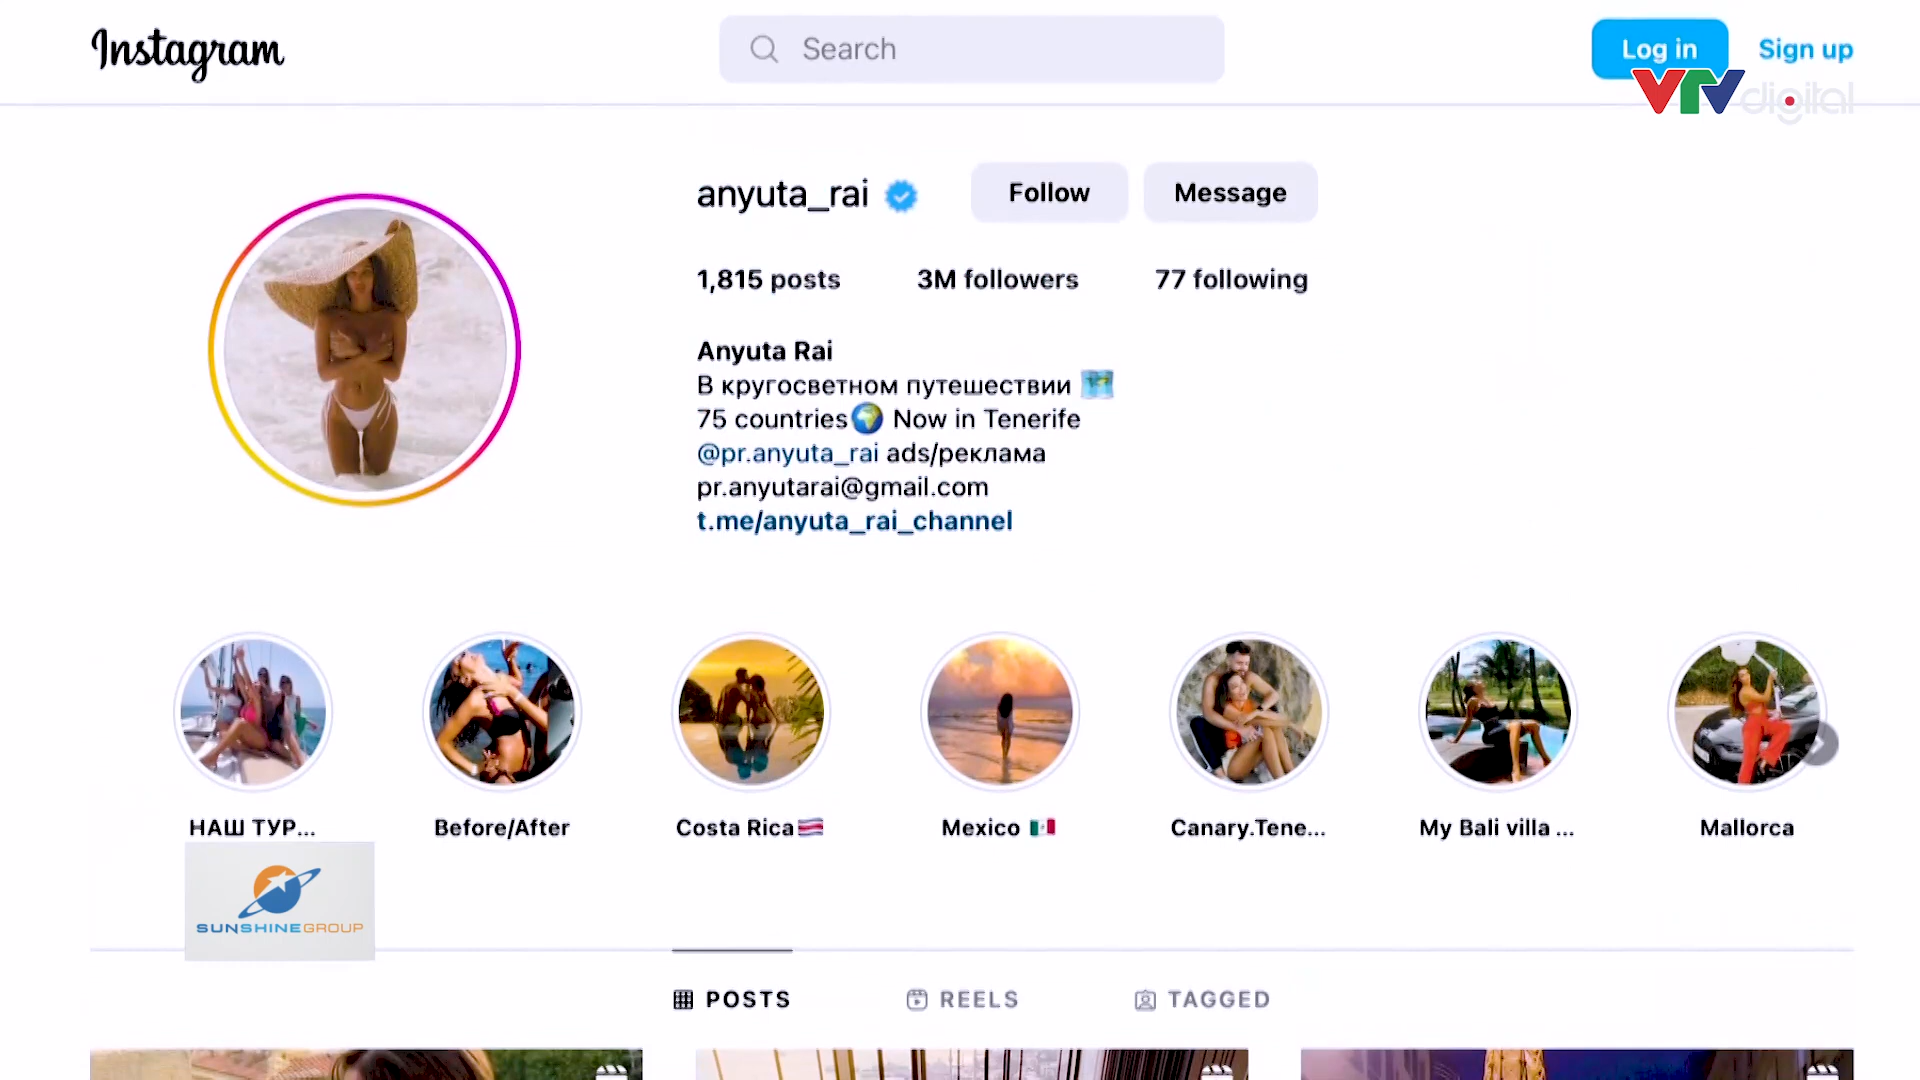 Instagram
Search
Log in
Sign up
VTV digital
anyuta_rai
Follow
Message
1,815 posts
3M followers
77 following
Anyuta Rai
В кругосветном путешествии
75 countries Now in Tenerife
@pr.anyuta_rai ads/реклама
pr.anyutarai@gmail.com
t.me/anyuta_rai_channel
НАШ ТУР...
Before/After
Costa Rica
Mexico
Canary.Tene...
My Bali villa ...
Mallorca
SUNSHINEGROUP
POSTS
REELS
TAGGED